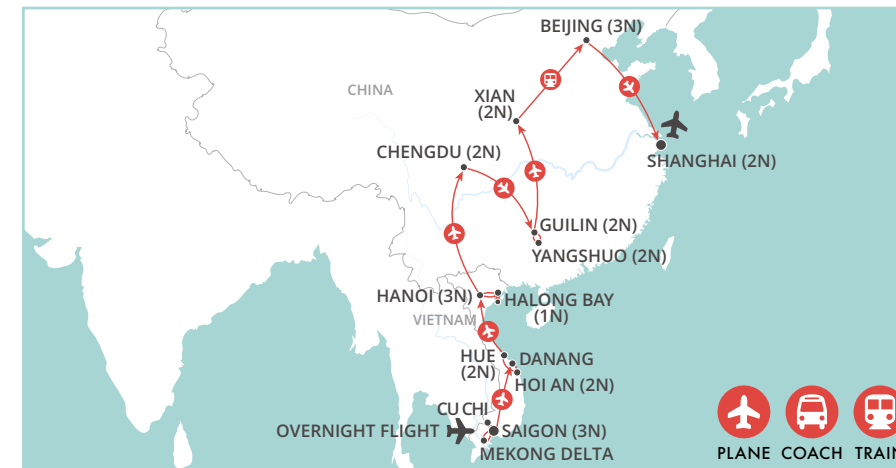 BEIJING (3N)
CHINA
XIAN
(2N)
CHENGDU (2N)
SHANGHAI (2N)
GUILIN (2N)
YANGSHUO (2N)
HANOI (3N)
HALONG BAY
(1N)
VIETNAM
HUE
(2N)
DANANG
HOI AN (2N)
CU CHI
OVERNIGHT FLIGHT
SAIGON (3N)
MEKONG DELTA
PLANE COACH TRAIN